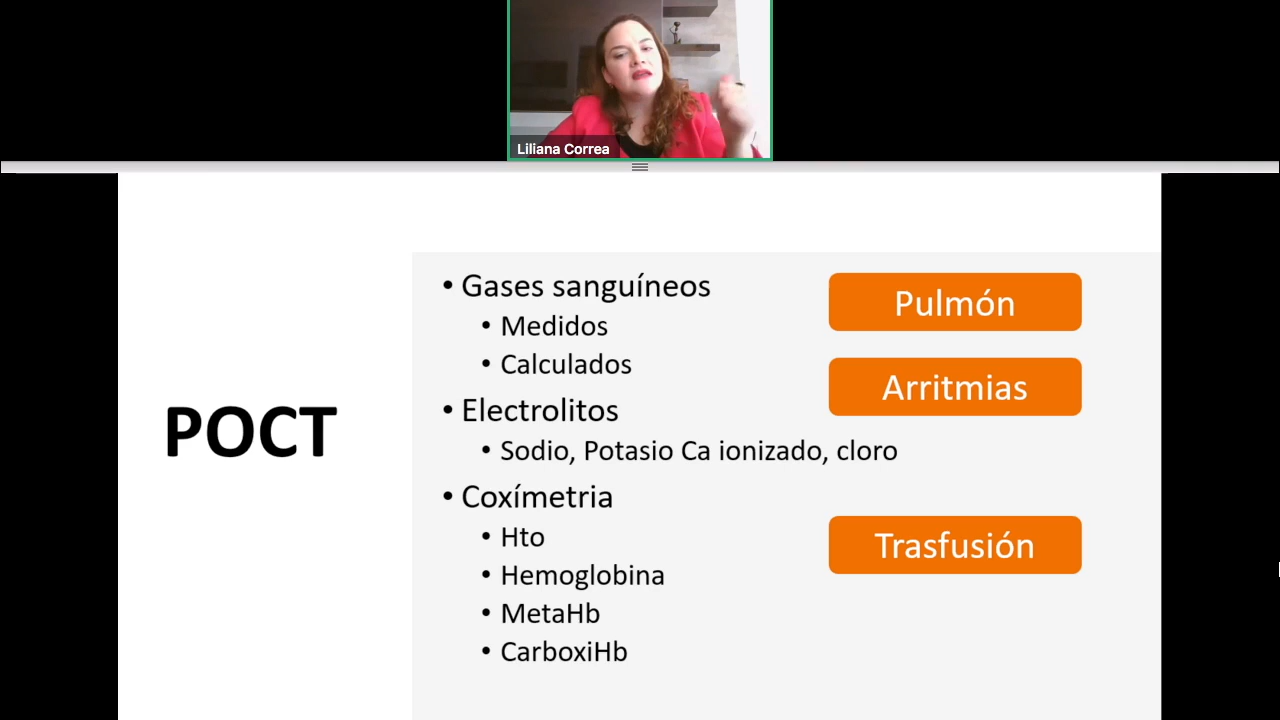 Liliana Correa
POCT
• Gases sanguíneos
• Medidos
• Calculados
• Electrolitos
• Sodio, Potasio Ca ionizado, cloro
• Coxímetria
• Hto
• Hemoglobina
• MetaHb
• CarboxiHb
Pulmón
Arritmias
Trasfusión